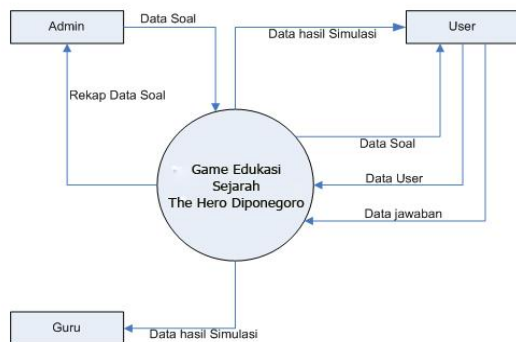 Admin
Data Soal
Data hasil Simulasi
User
Rekap Data Soal
Data Soal
Game Edukasi
Sejarah
The Hero Diponegoro
Data User
Data jawaban
Guru
Data hasil Simulasi